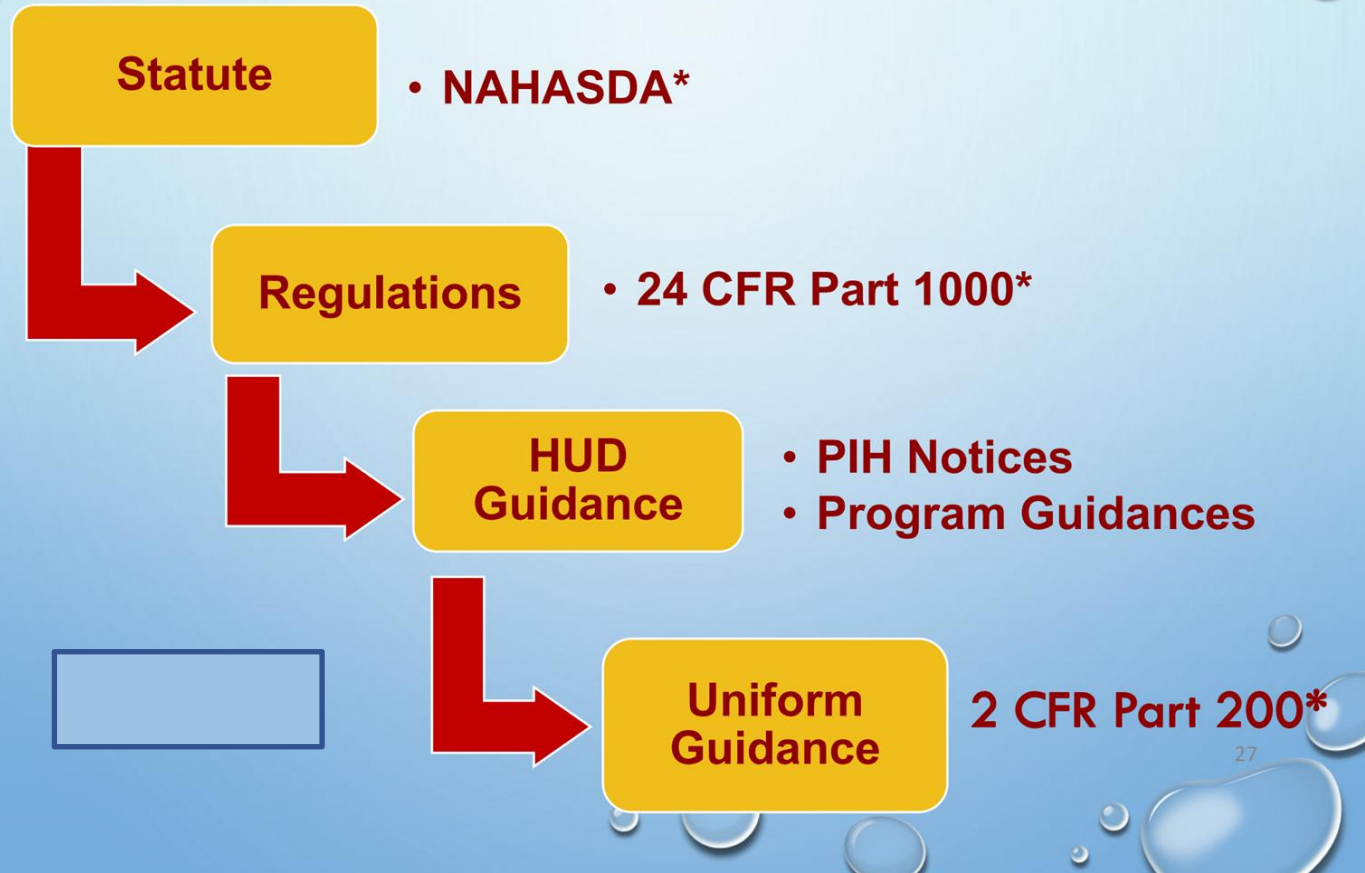 Statute
• NAHASDA*
Regulations
• 24 CFR Part 1000*
HUD
Guidance
• PIH Notices
• Program Guidances
Uniform
Guidance
2 CFR Part 200*
27